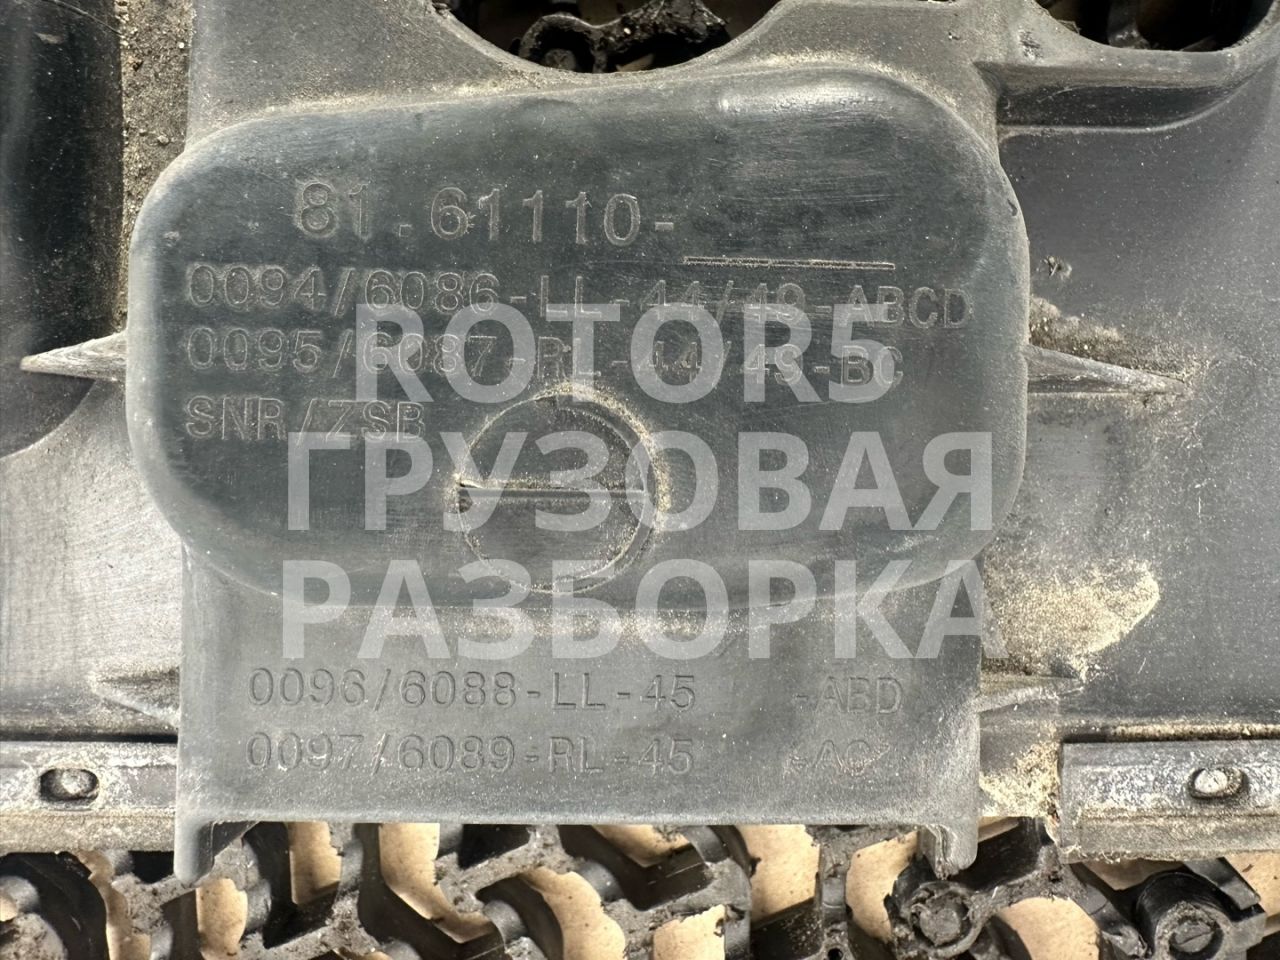 81.61110-
0094/6086-LL-44/49-ABCD
0095/6087-RL-44/49-BC
SNR/ZSB
0096/6088-LL-45 -ABD
0097/6089-RL-45 -AC
ROTOR5
ГРУЗОВАЯ
РАЗБОРКА